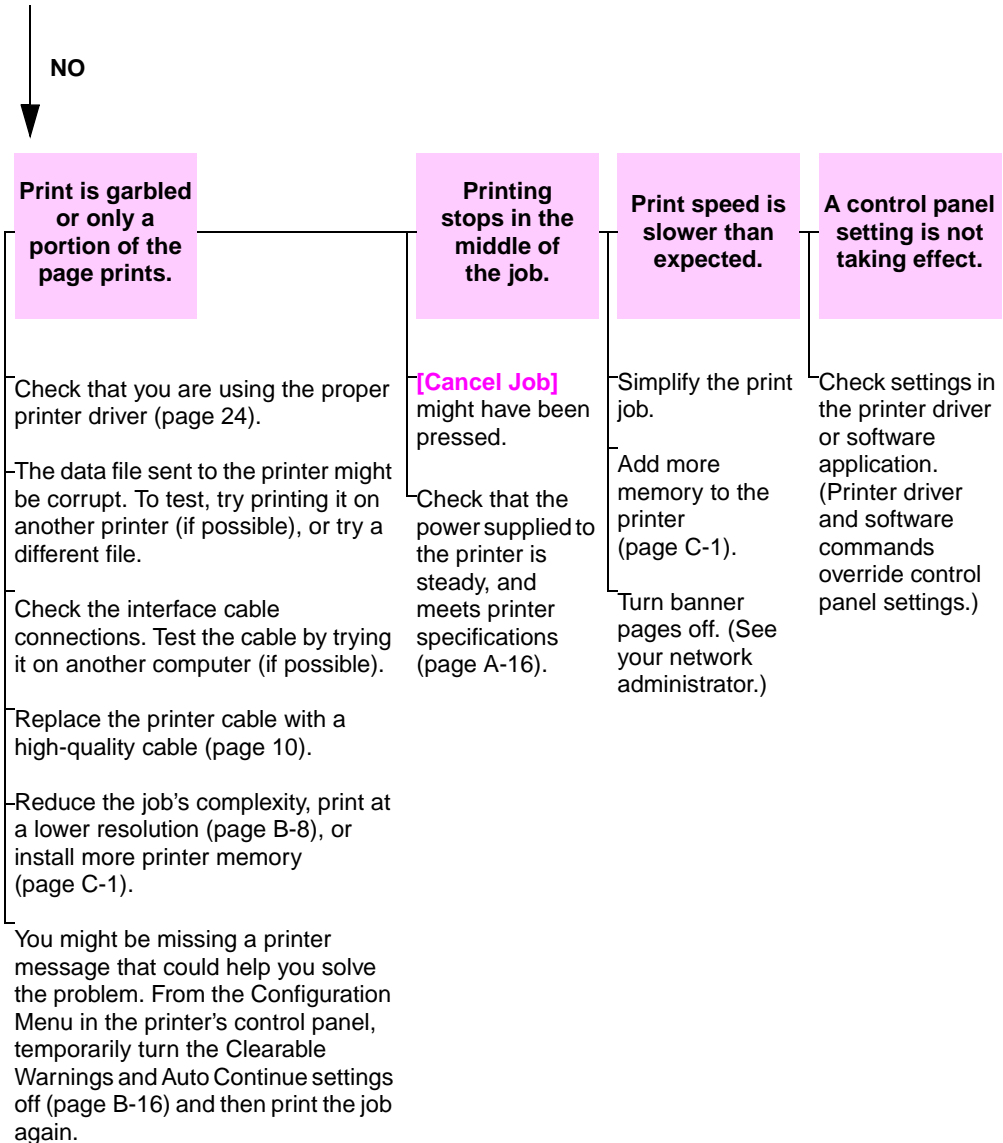 NO
Print is garbled
or only a
portion of the
page prints.
Check that you are using the proper
printer driver (page 24).
The data file sent to the printer might
be corrupt. To test, try printing it on
another printer (if possible), or try a
different file.
Check the interface cable
connections. Test the cable by trying
it on another computer (if possible).
Replace the printer cable with a
high-quality cable (page 10).
Reduce the job’s complexity, print at
a lower resolution (page B-8), or
install more printer memory
(page C-1).
You might be missing a printer
message that could help you solve
the problem. From the Configuration
Menu in the printer’s control panel,
temporarily turn the Clearable
Warnings and Auto Continue settings
off (page B-16) and then print the job
again.
Printing
stops in the
middle of
the job.
[Cancel Job]
might have been
pressed.
Check that the
power supplied to
the printer is
steady, and
meets printer
specifications
(page A-16).
Print speed is
slower than
expected.
Simplify the print
job.
Add more
memory to the
printer
(page C-1).
Turn banner
pages off. (See
your network
administrator.)
A control panel
setting is not
taking effect.
Check settings in
the printer driver
or software
application.
(Printer driver
and software
commands
override control
panel settings.)